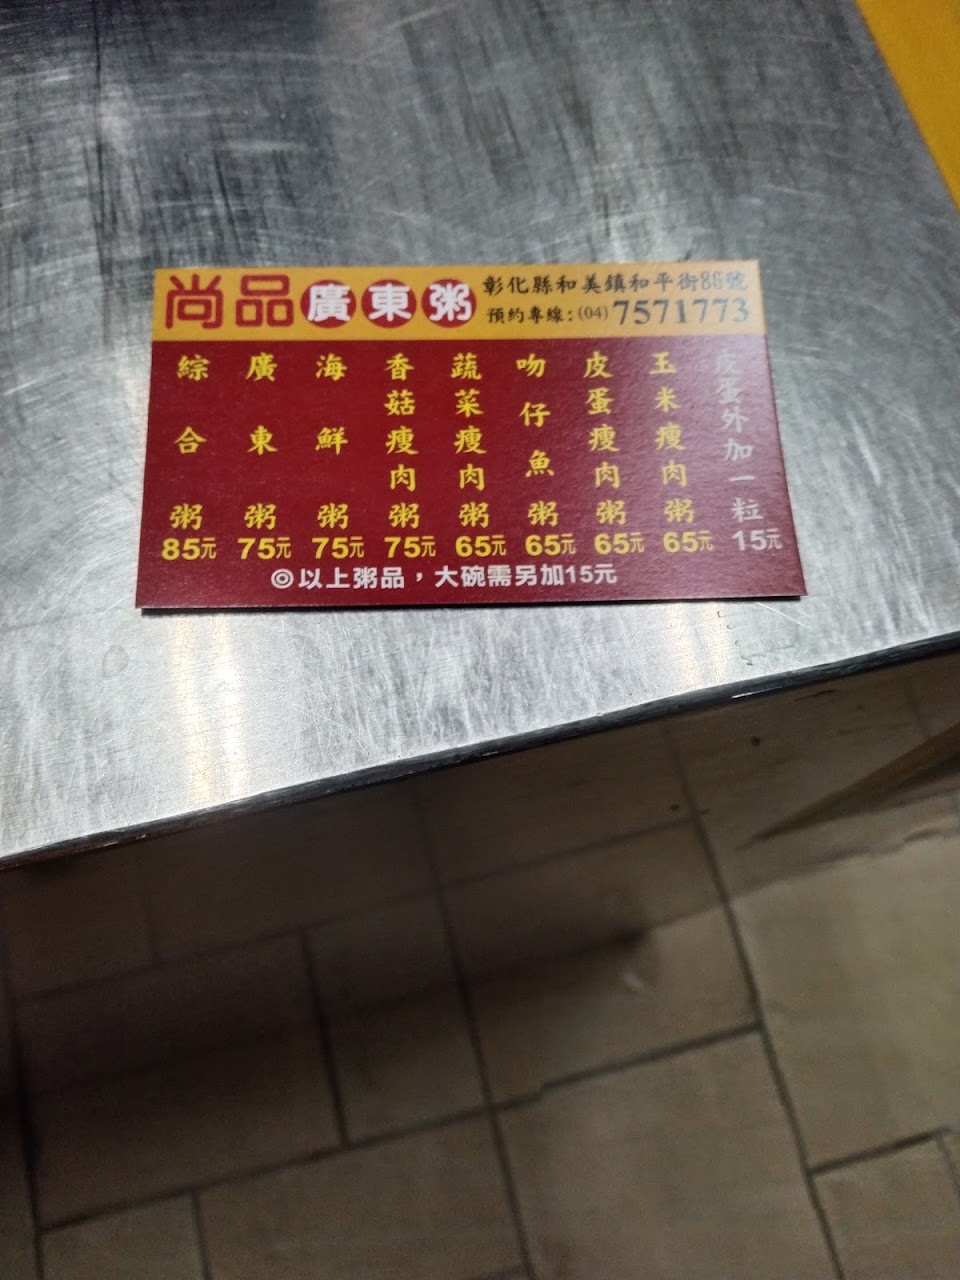 尚品廣東粥
彰化縣和美鎮和平街86號
預約專線:(04)7571773
綜合粥 85元
廣東粥 75元
海鮮粥 75元
香菇瘦肉粥 75元
蔬菜瘦肉粥 65元
吻仔魚粥 65元
皮蛋瘦肉粥 65元
玉米瘦肉粥 65元
皮蛋外加一粒 15元
◎以上粥品，大碗需另加15元